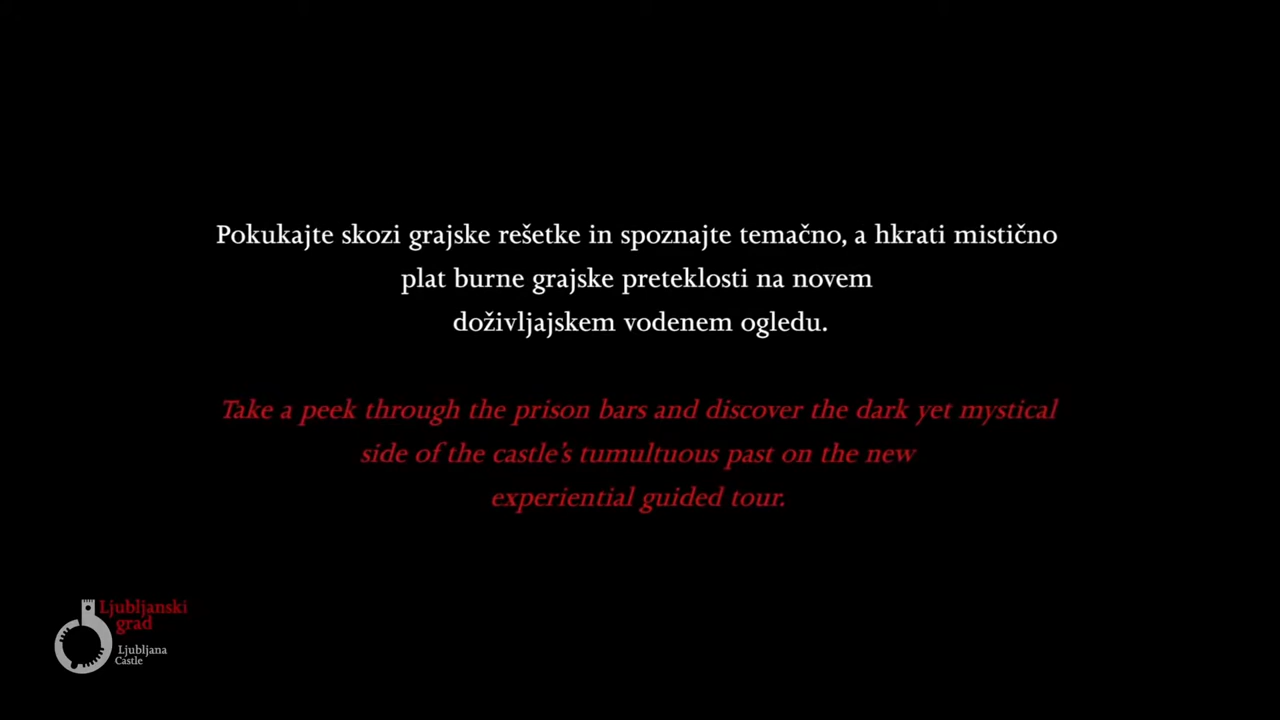 Pokukajte skozi grajske rešetke in spoznajte temačno, a hkrati mistično
plat burne grajske preteklosti na novem
doživljajskem vodenem ogledu.
Take a peek through the prison bars and discover the dark yet mystical
side of the castle's tumultuous past on the new
experiential guided tour.
Ljubljanski
grad
Ljubljana
Castle